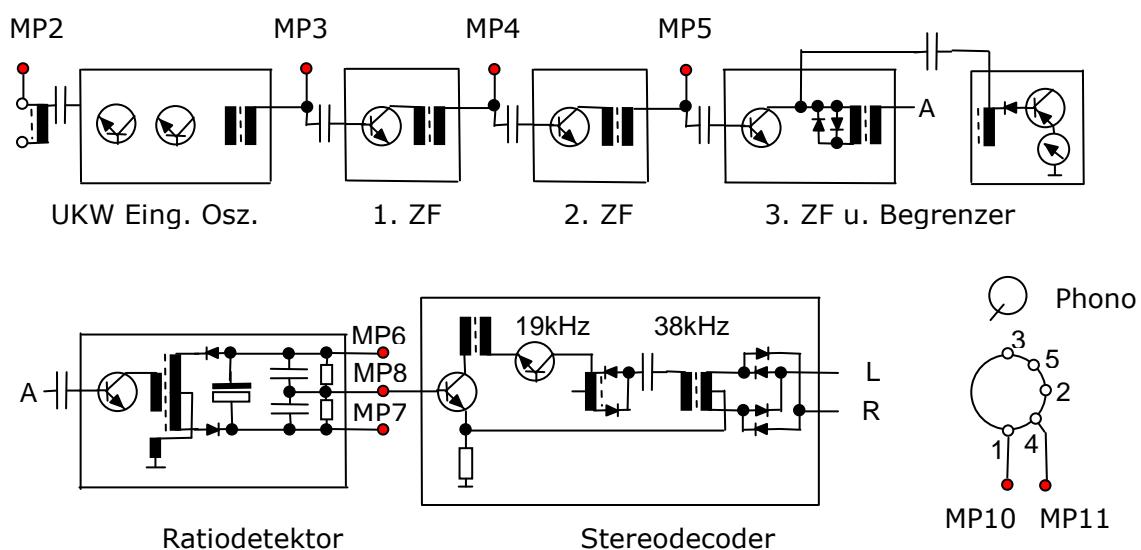 MP2
MP3
MP4
MP5
A
UKW Eing. Osz.
1. ZF
2. ZF
3. ZF u. Begrenzer
Phono
19kHz
38kHz
MP6
MP8
MP7
A
L
R
3
5
2
1
4
MP10
MP11
Ratiodetektor
Stereodecoder